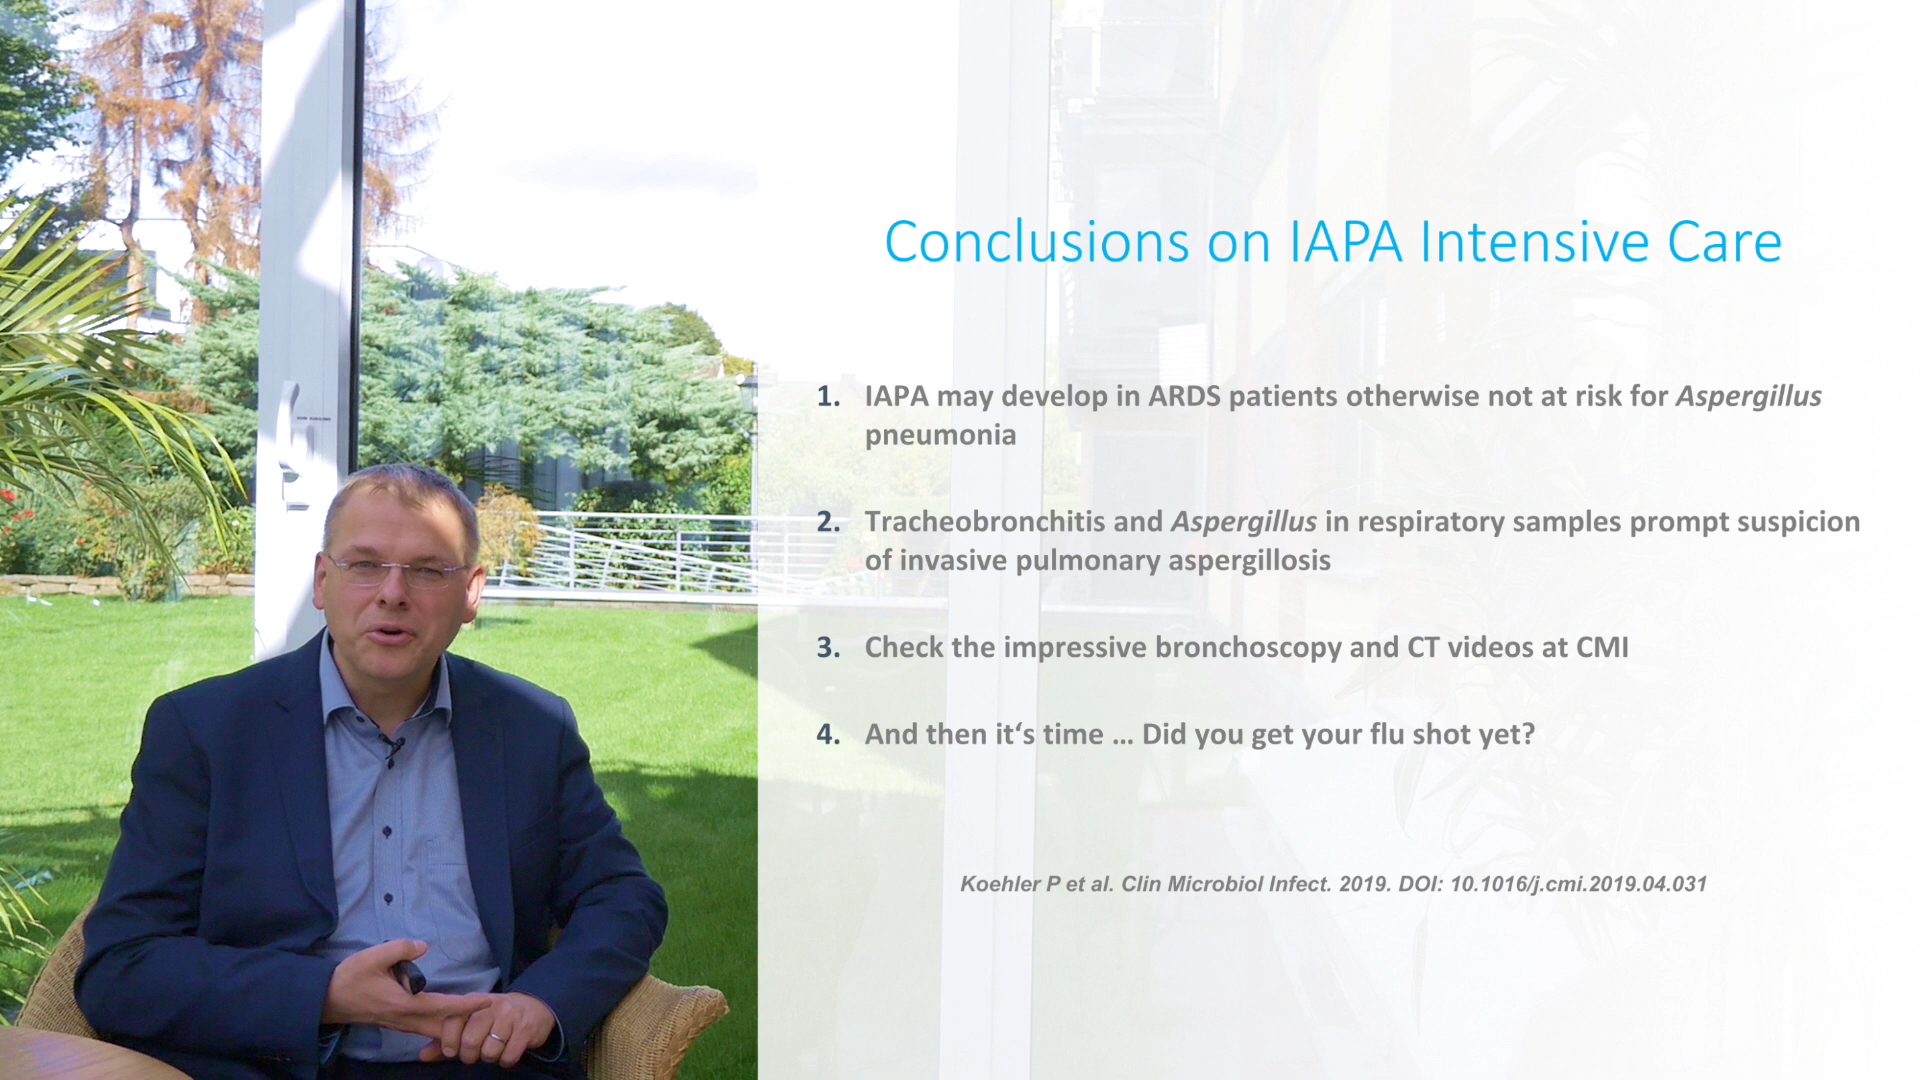 Conclusions on IAPA Intensive Care
1. IAPA may develop in ARDS patients otherwise not at risk for Aspergillus
pneumonia
2. Tracheobronchitis and Aspergillus in respiratory samples prompt suspicion
of invasive pulmonary aspergillosis
3. Check the impressive bronchoscopy and CT videos at CMI
4. And then it‘s time ... Did you get your flu shot yet?
Koehler P et al. Clin Microbiol Infect. 2019. DOI: 10.1016/j.cmi.2019.04.031